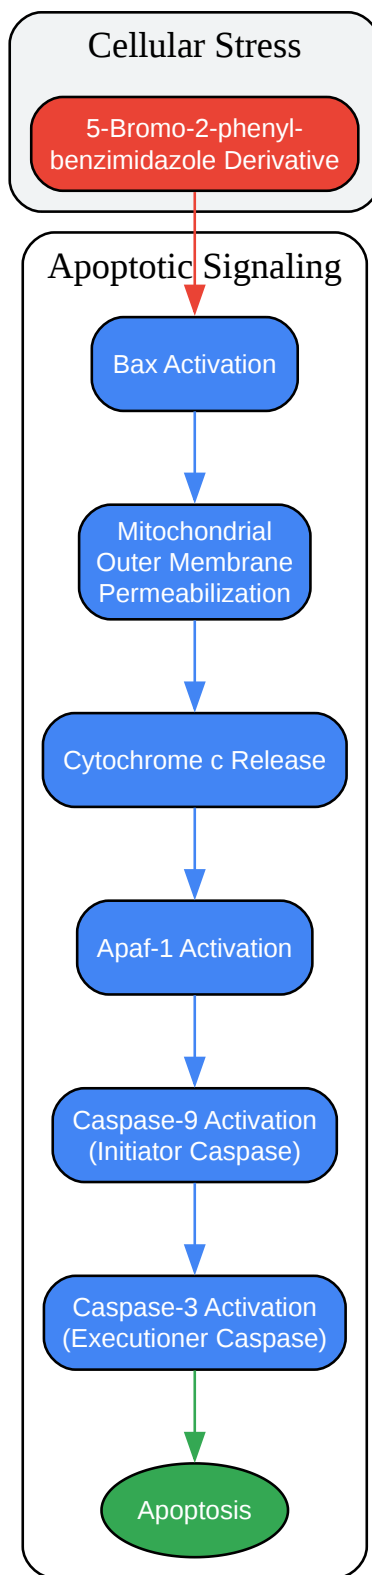 Cellular Stress
5-Bromo-2-phenyl-
benzimidazole Derivative
Apoptotic Signaling
Bax Activation
Mitochondrial
Outer Membrane
Permeabilization
Cytochrome c Release
Apaf-1 Activation
Caspase-9 Activation
(Initiator Caspase)
Caspase-3 Activation
(Executioner Caspase)
Apoptosis